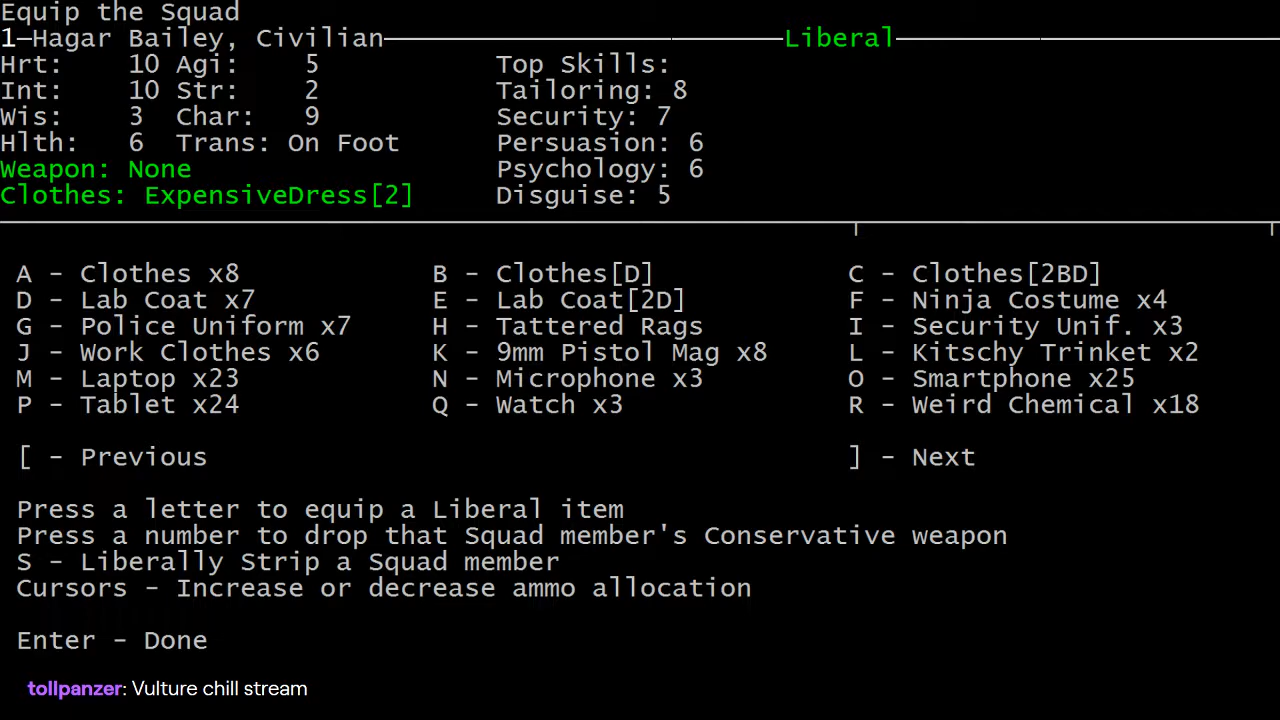 Equip the Squad
1—Hagar Bailey, Civilian Liberal
Hrt: 10 Agi: 5 Top Skills:
Int: 10 Str: 2 Tailoring: 8
Wis: 3 Char: 9 Security: 7
Hlth: 6 Trans: On Foot Persuasion: 6
Weapon: None Psychology: 6
Clothes: ExpensiveDress[2] Disguise: 5
A - Clothes x8 B - Clothes[D] C - Clothes[2BD]
D - Lab Coat x7 E - Lab Coat[2D] F - Ninja Costume x4
G - Police Uniform x7 H - Tattered Rags I - Security Unif. x3
J - Work Clothes x6 K - 9mm Pistol Mag x8 L - Kitschy Trinket x2
M - Laptop x23 N - Microphone x3 O - Smartphone x25
P - Tablet x24 Q - Watch x3 R - Weird Chemical x18
[ - Previous ] - Next
Press a letter to equip a Liberal item
Press a number to drop that Squad member's Conservative weapon
S - Liberally Strip a Squad member
Cursors - Increase or decrease ammo allocation
Enter - Done
tollpanzer: Vulture chill stream